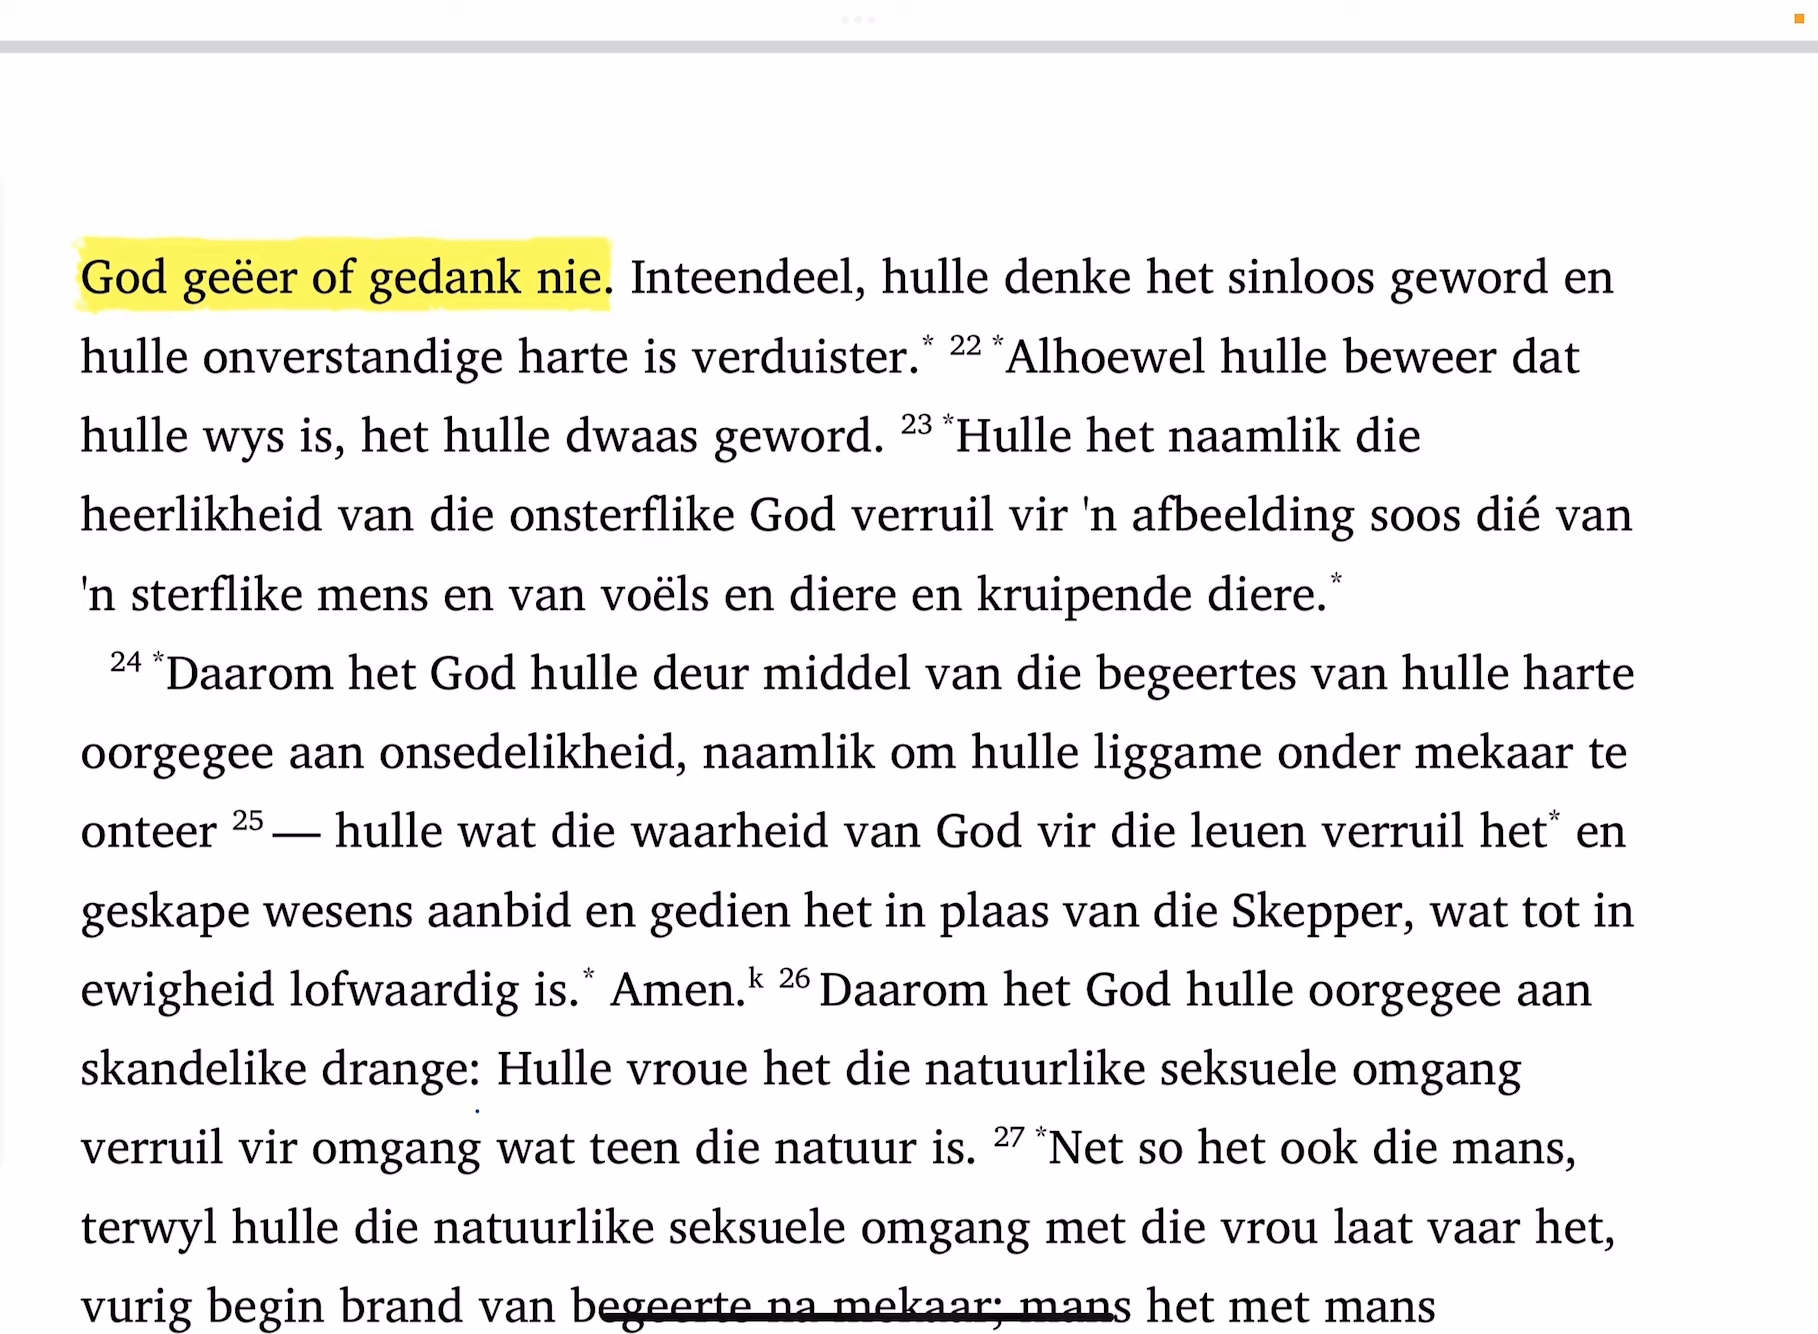 God geëer of gedank nie. Inteendeel, hulle denke het sinloos geword en
hulle onverstandige harte is verduister.* 22 *Alhoewel hulle beweer dat
hulle wys is, het hulle dwaas geword. 23 *Hulle het naamlik die
heerlikheid van die onsterflike God verruil vir 'n afbeelding soos dié van
'n sterflike mens en van voëls en diere en kruipende diere.*
24 *Daarom het God hulle deur middel van die begeertes van hulle harte
oorgegee aan onsedelikheid, naamlik om hulle liggame onder mekaar te
onteer 25 — hulle wat die waarheid van God vir die leuen verruil het* en
geskape wesens aanbid en gedien het in plaas van die Skepper, wat tot in
ewigheid lofwaardig is.* Amen.k 26 Daarom het God hulle oorgegee aan
skandelike drange: Hulle vroue het die natuurlike seksuele omgang
verruil vir omgang wat teen die natuur is. 27 *Net so het ook die mans,
terwyl hulle die natuurlike seksuele omgang met die vrou laat vaar het,
vurig begin brand van begeerte na mekaar; mans het met mans